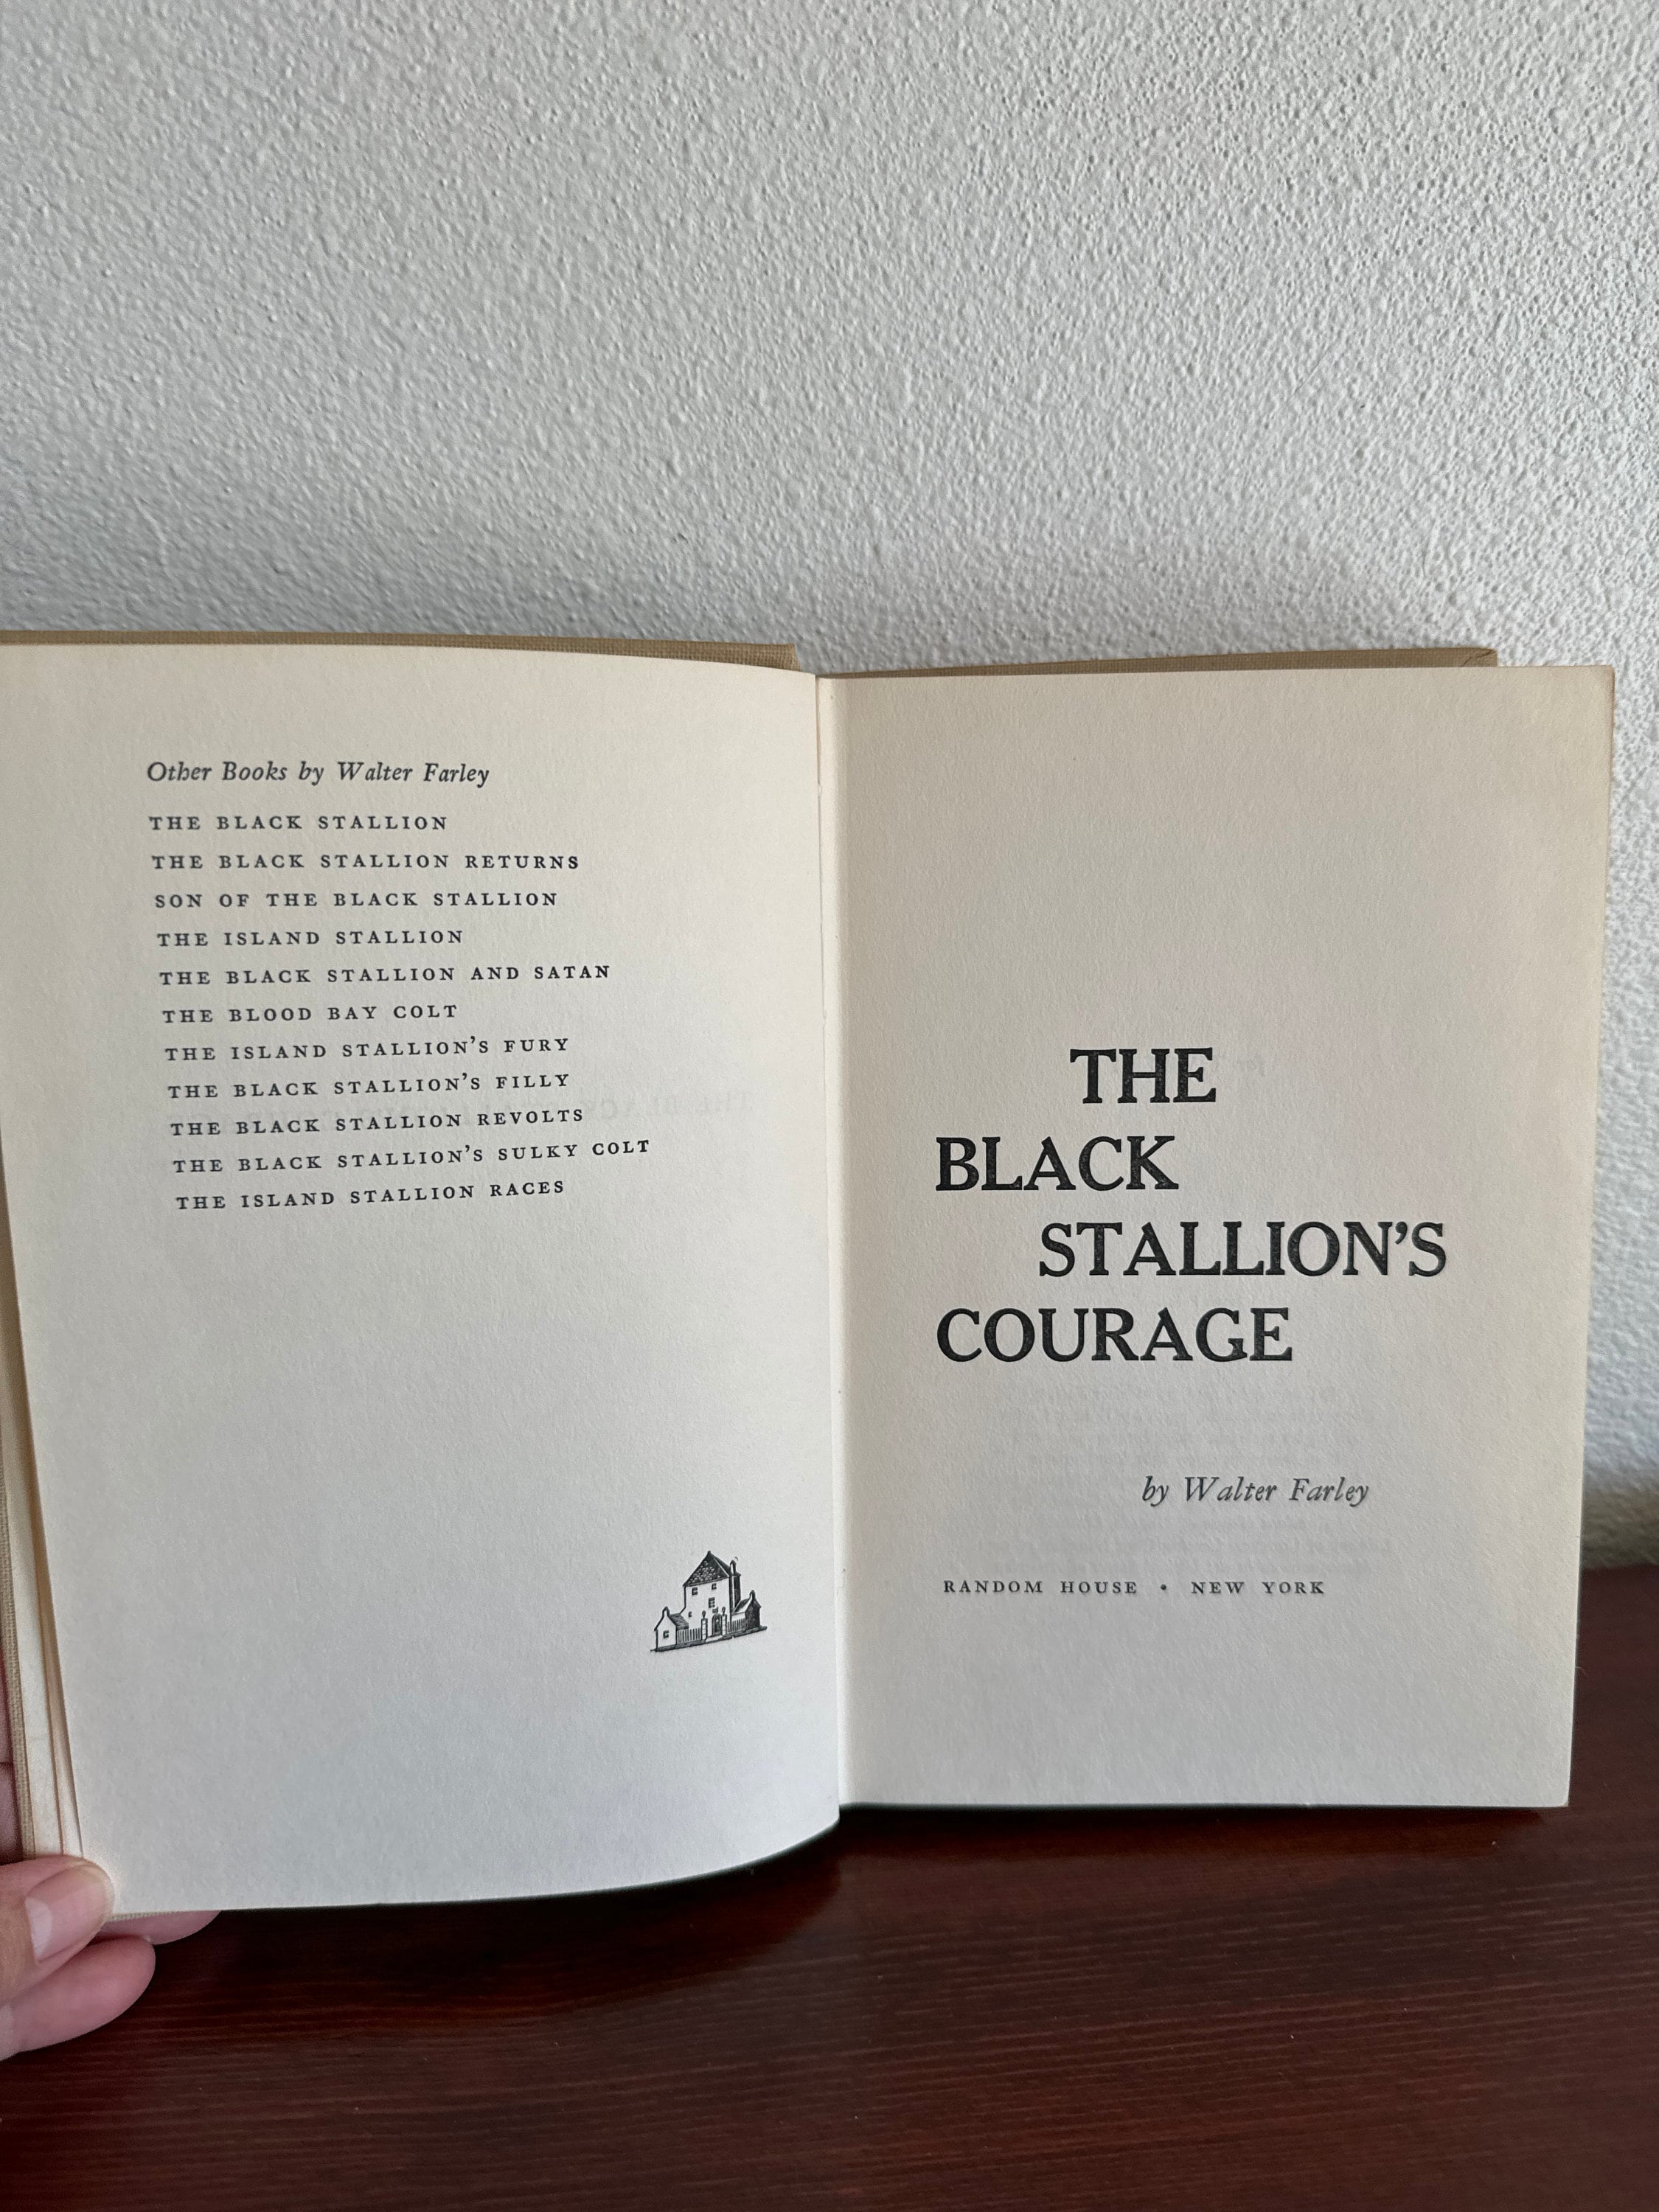 Other Books by Walter Farley
THE BLACK STALLION
THE BLACK STALLION RETURNS
SON OF THE BLACK STALLION
THE ISLAND STALLION
THE BLACK STALLION AND SATAN
THE BLOOD BAY COLT
THE ISLAND STALLION'S FURY
THE BLACK STALLION'S FILLY
THE BLACK STALLION REVOLTS
THE BLACK STALLION'S SULKY COLT
THE ISLAND STALLION RACES
THE
BLACK
STALLION'S
COURAGE
by Walter Farley
RANDOM HOUSE • NEW YORK